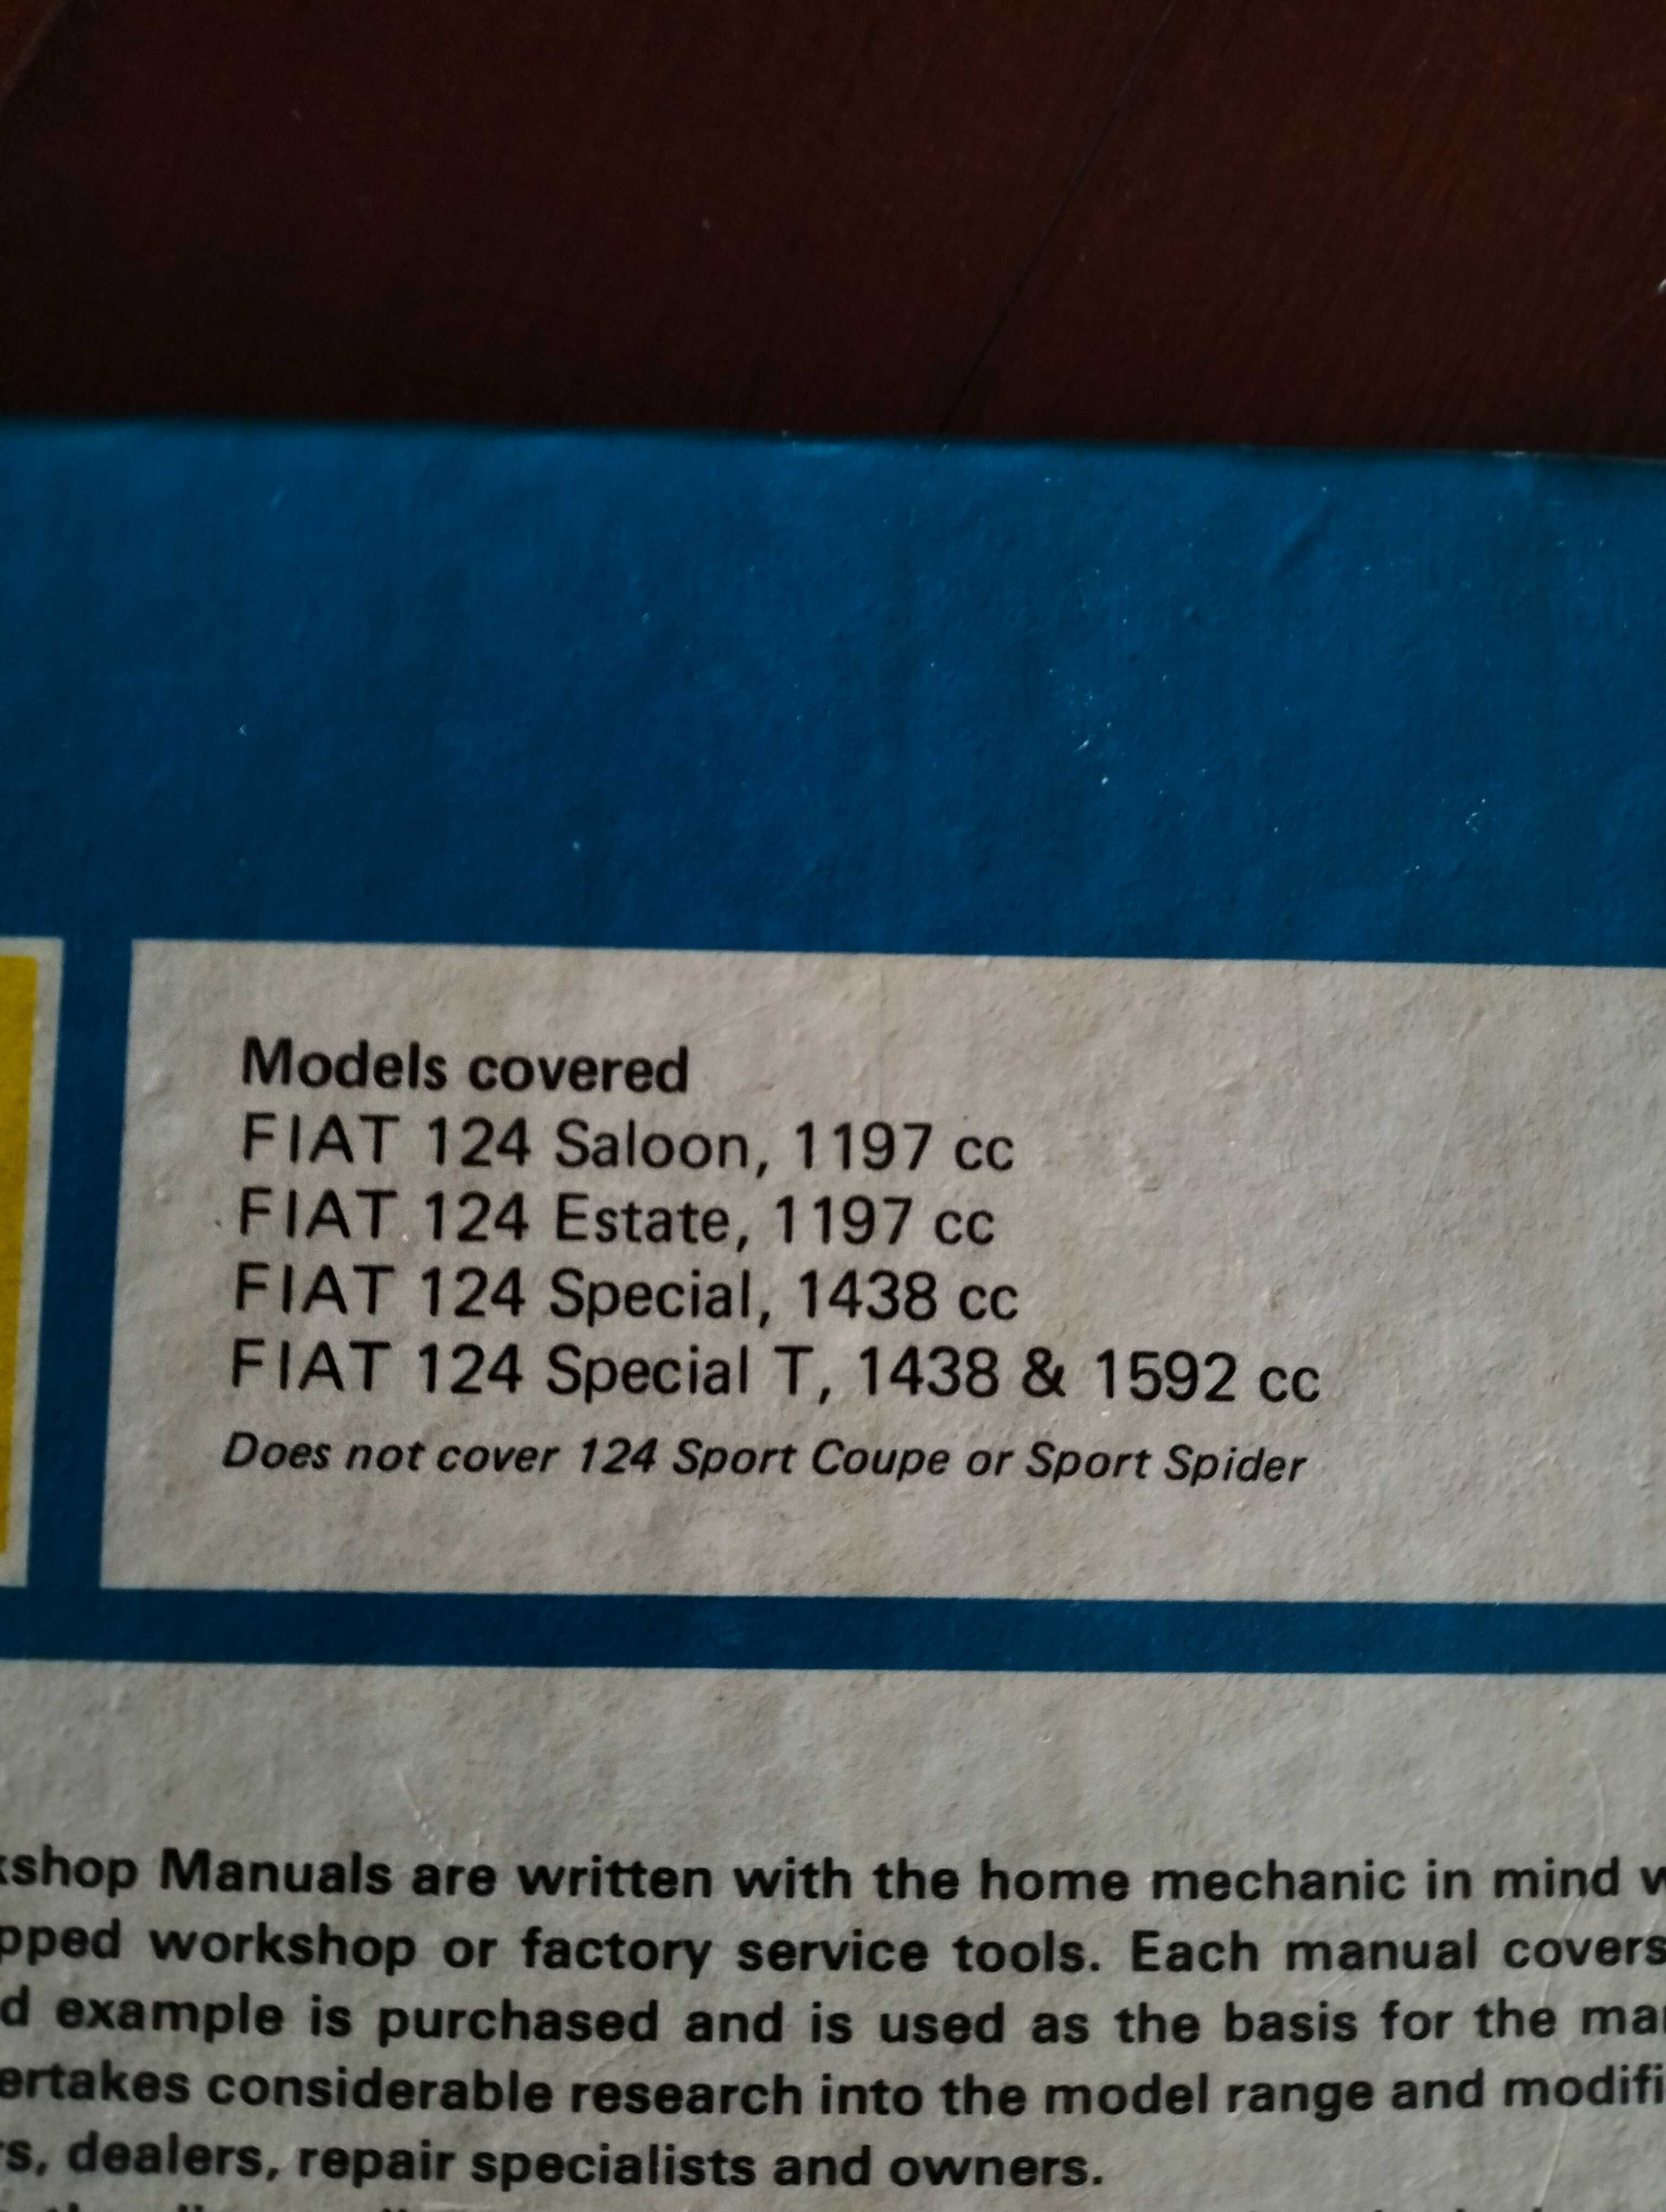 Models covered
FIAT 124 Saloon, 1197 cc
FIAT 124 Estate, 1197 cc
FIAT 124 Special, 1438 cc
FIAT 124 Special T, 1438 & 1592 cc
Does not cover 124 Sport Coupe or Sport Spider
kshop Manuals are written with the home mechanic in mind w
pped workshop or factory service tools. Each manual covers
d example is purchased and is used as the basis for the ma
ertakes considerable research into the model range and modifi
s, dealers, repair specialists and owners.